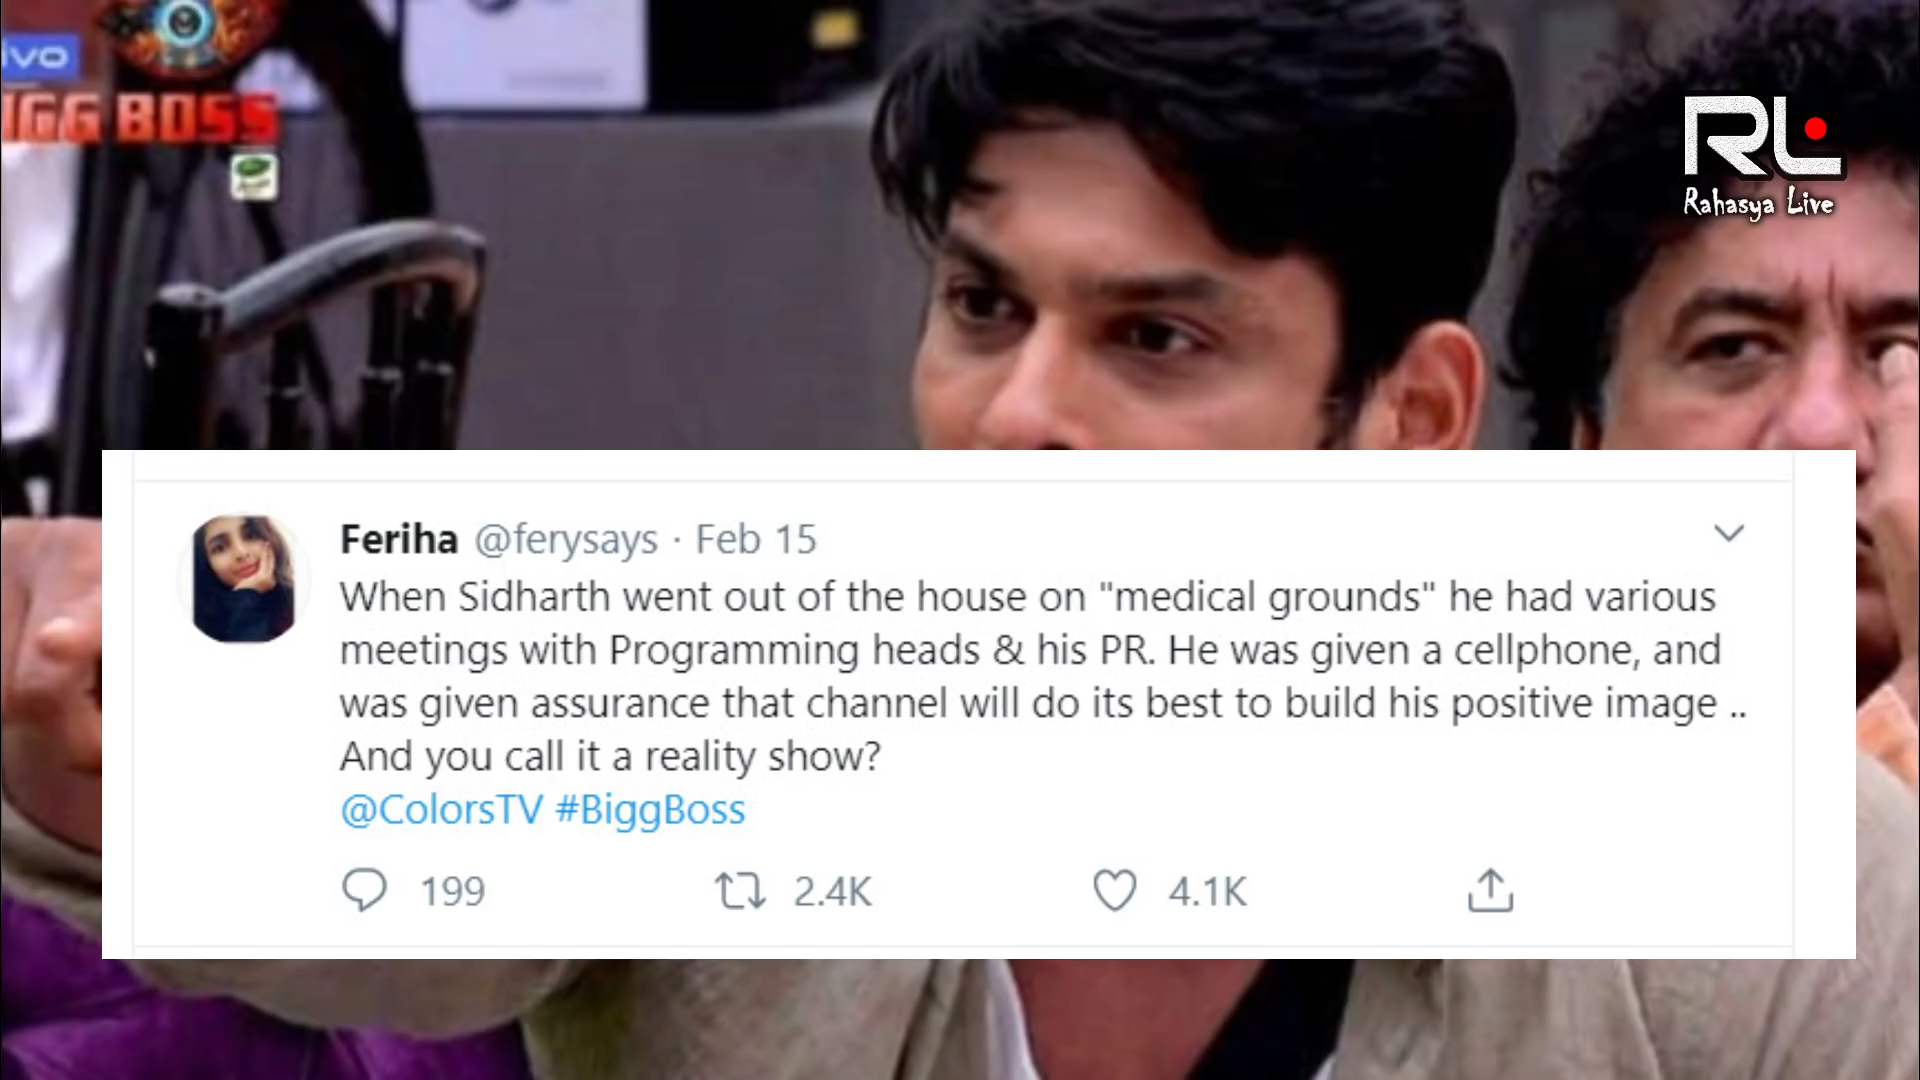 ivo
IGG BOSS
RL
Rahasya Live
Feriha @ferysays · Feb 15
When Sidharth went out of the house on "medical grounds" he had various
meetings with Programming heads & his PR. He was given a cellphone, and
was given assurance that channel will do its best to build his positive image ..
And you call it a reality show?
@ColorsTV #BiggBoss
199 2.4K 4.1K